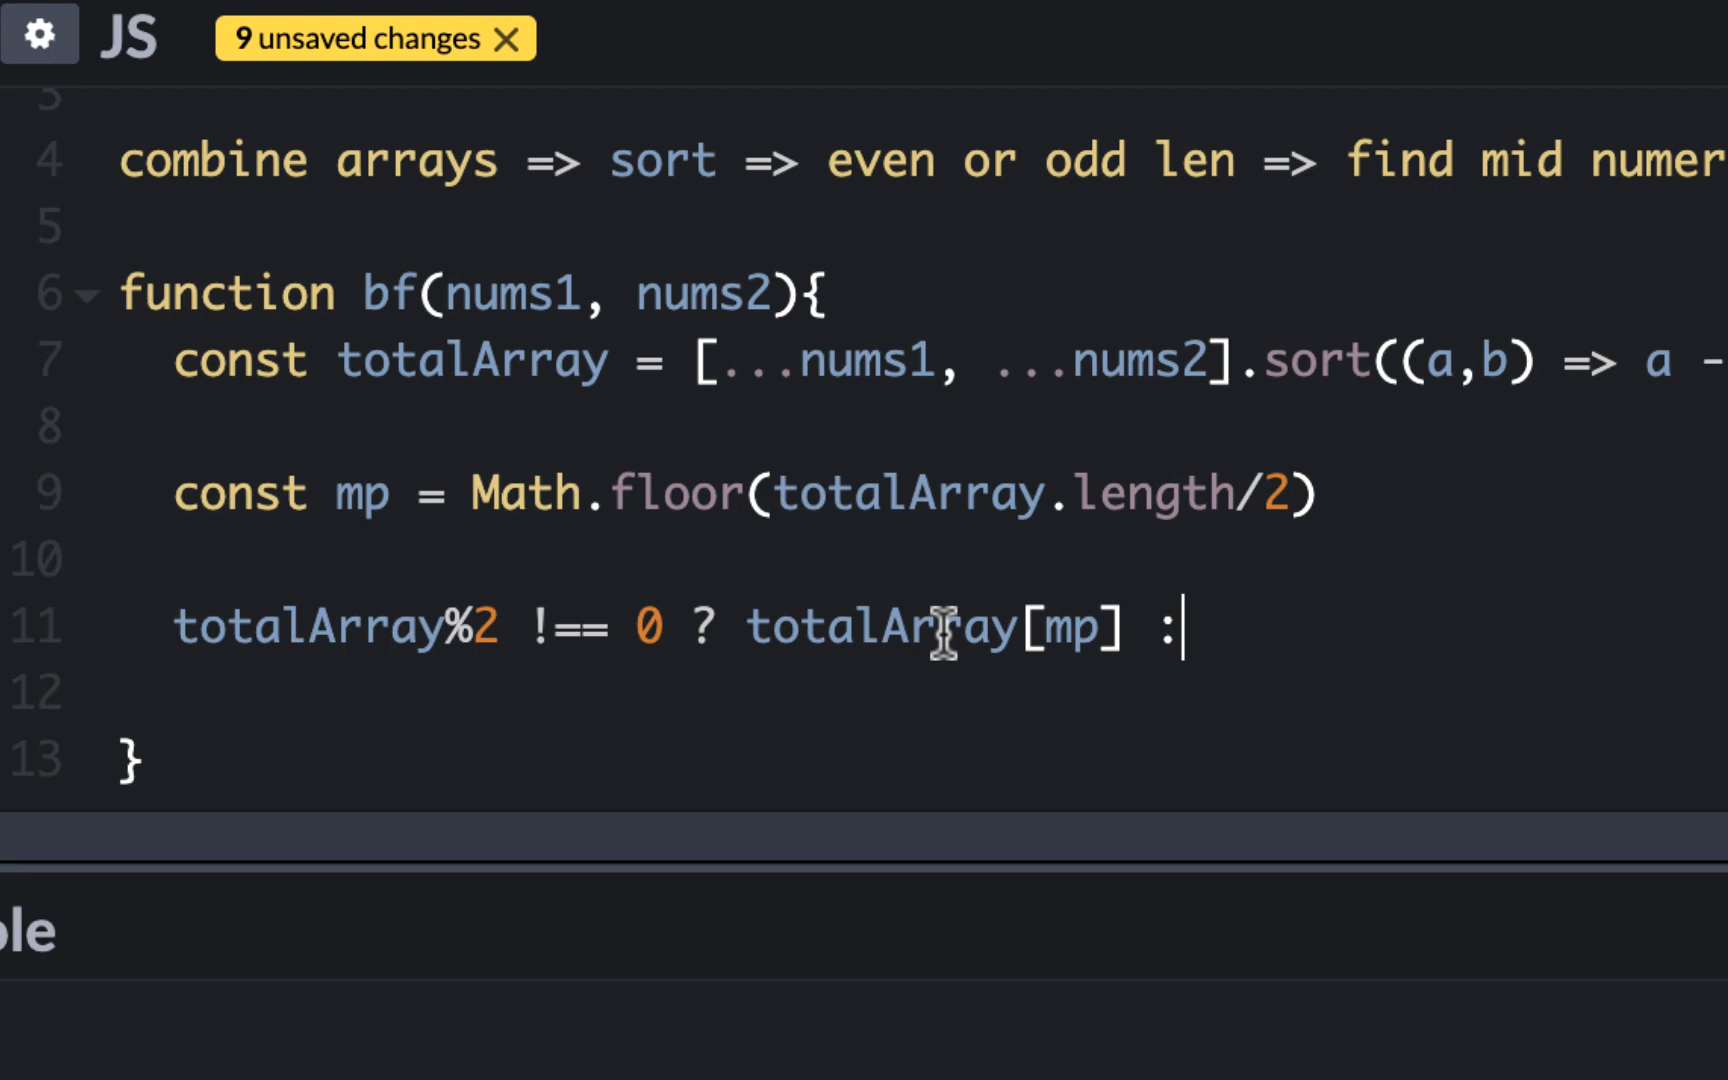 JS 9 unsaved changes ×
3
4 combine arrays => sort => even or odd len => find mid numer
5
6 function bf(nums1, nums2){
7 const totalArray = [...nums1, ...nums2].sort((a,b) => a -
8
9 const mp = Math.floor(totalArray.length/2)
10
11 totalArray%2 !== 0 ? totalArray[mp] :
12
13 }
ole